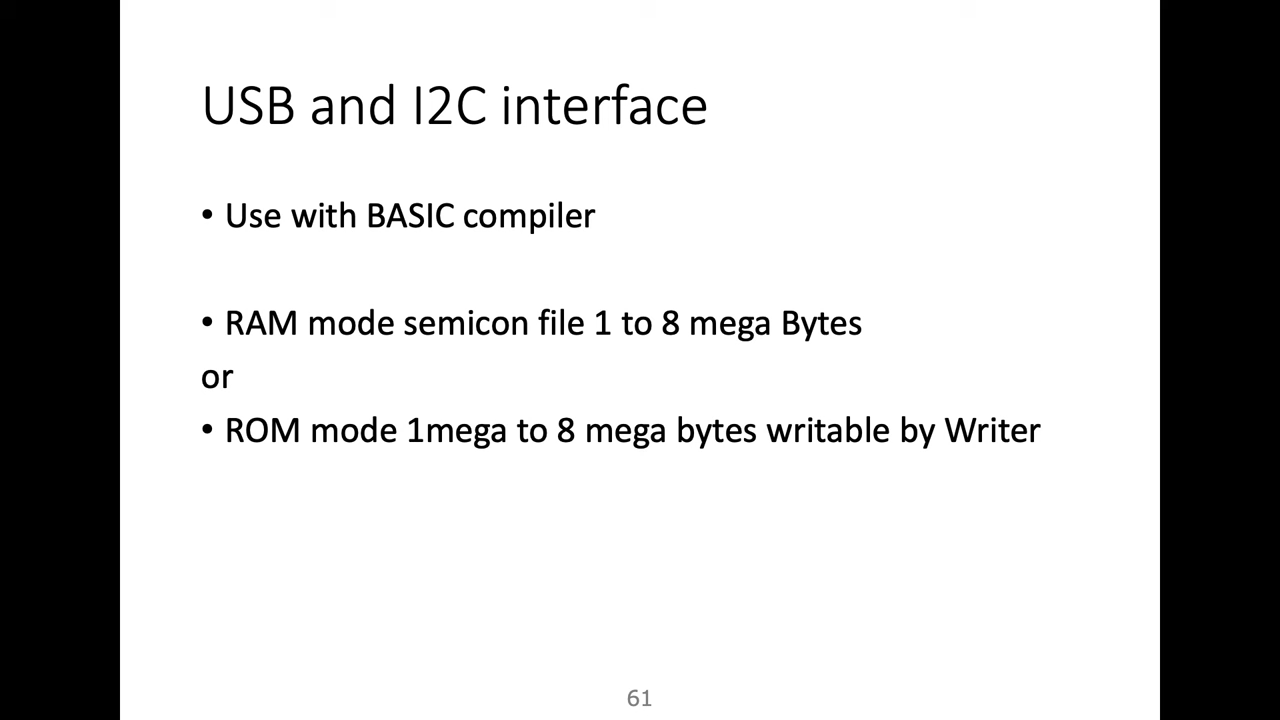 USB and I2C interface
• Use with BASIC compiler
• RAM mode semicon file 1 to 8 mega Bytes
or
• ROM mode 1mega to 8 mega bytes writable by Writer
61